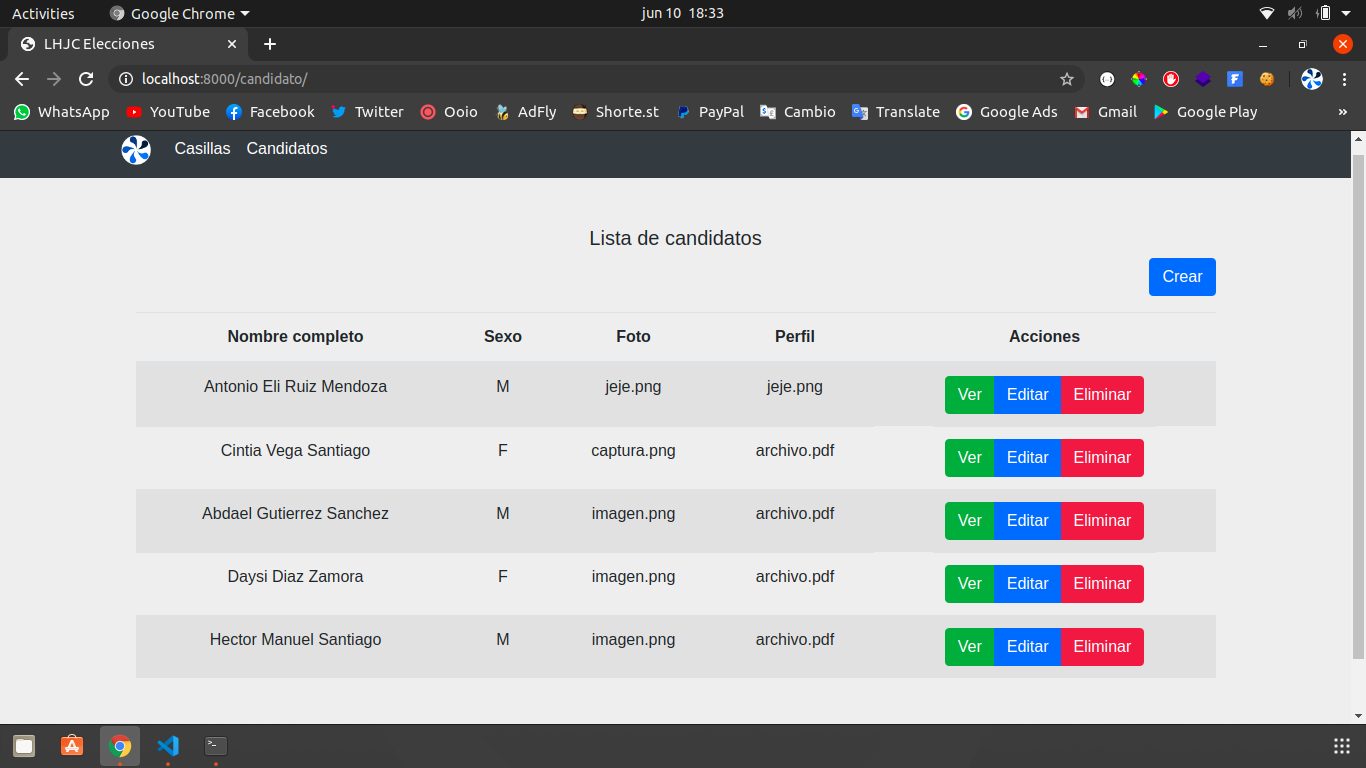 Activities Google Chrome jun 10 18:33
LHJC Elecciones
localhost:8000/candidato/
WhatsApp YouTube Facebook Twitter Ooio AdFly Shorte.st PayPal Cambio Translate Google Ads Gmail Google Play »
Casillas Candidatos
Lista de candidatos
Crear
Nombre completo Sexo Foto Perfil Acciones
Antonio Eli Ruiz Mendoza M jeje.png jeje.png Ver Editar Eliminar
Cintia Vega Santiago F captura.png archivo.pdf Ver Editar Eliminar
Abdael Gutierrez Sanchez M imagen.png archivo.pdf Ver Editar Eliminar
Daysi Diaz Zamora F imagen.png archivo.pdf Ver Editar Eliminar
Hector Manuel Santiago M imagen.png archivo.pdf Ver Editar Eliminar